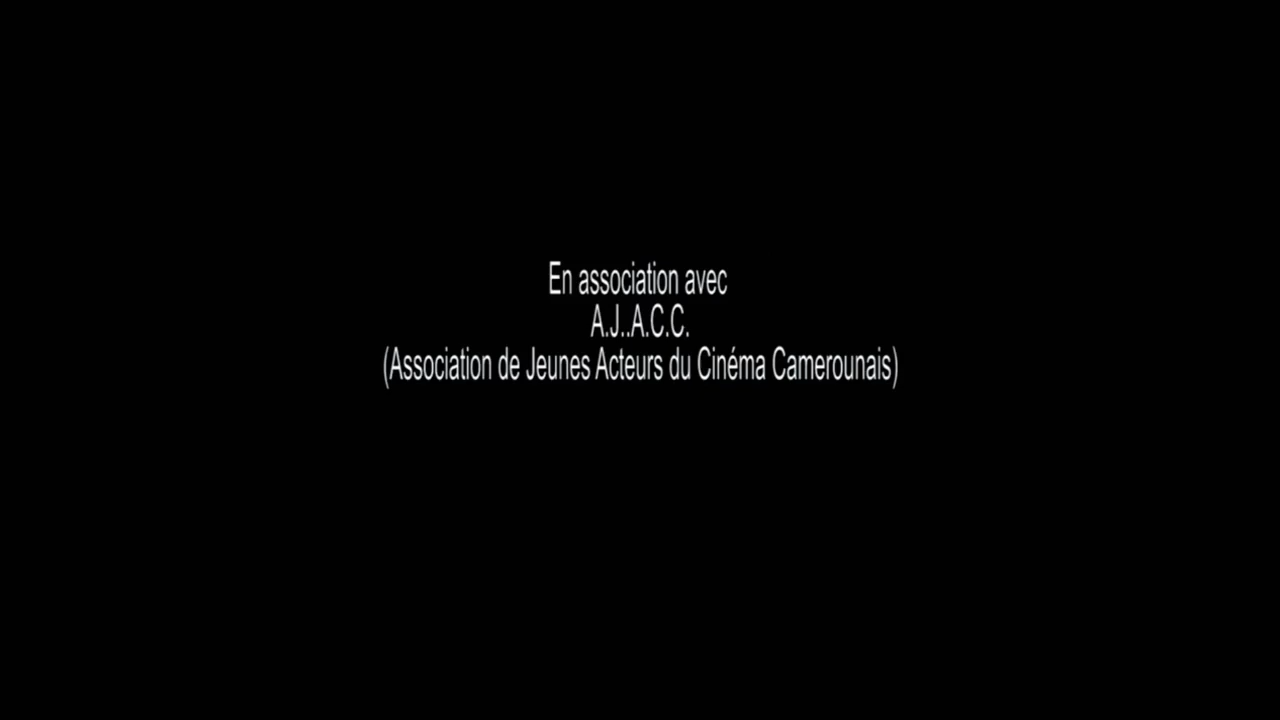 En association avec
A.J..A.C.C.
(Association de Jeunes Acteurs du Cinéma Camerounais)